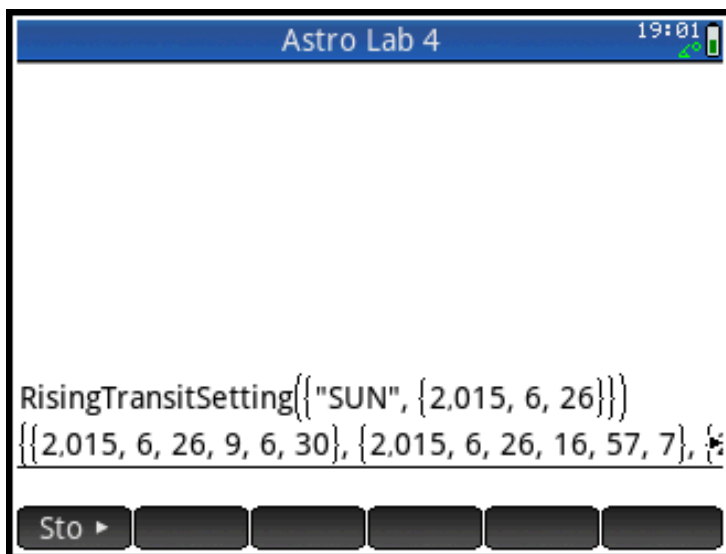 Astro Lab 4
19:01
RisingTransitSetting({"SUN", {2,015, 6, 26}})
{{2,015, 6, 26, 9, 6, 30}, {2,015, 6, 26, 16, 57, 7}, {
Sto ►